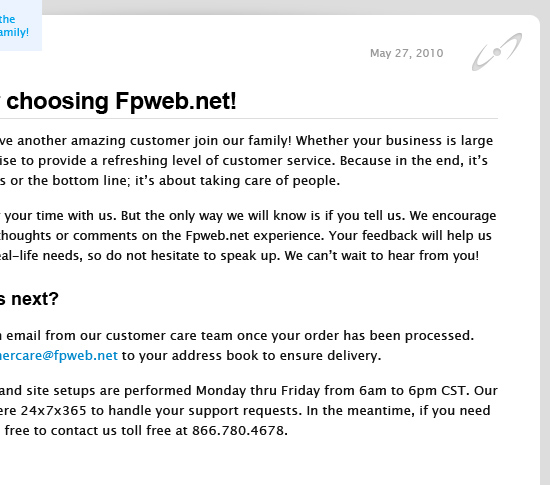 the
amily!
May 27, 2010
choosing Fpweb.net!
ve another amazing customer join our family! Whether your business is large
ise to provide a refreshing level of customer service. Because in the end, it's
s or the bottom line; it's about taking care of people.
your time with us. But the only way we will know is if you tell us. We encourage
thoughts or comments on the Fpweb.net experience. Your feedback will help us
eal-life needs, so do not hesitate to speak up. We can't wait to hear from you!
s next?
email from our customer care team once your order has been processed.
mercare@fpweb.net to your address book to ensure delivery.
and site setups are performed Monday thru Friday from 6am to 6pm CST. Our
ere 24x7x365 to handle your support requests. In the meantime, if you need
free to contact us toll free at 866.780.4678.